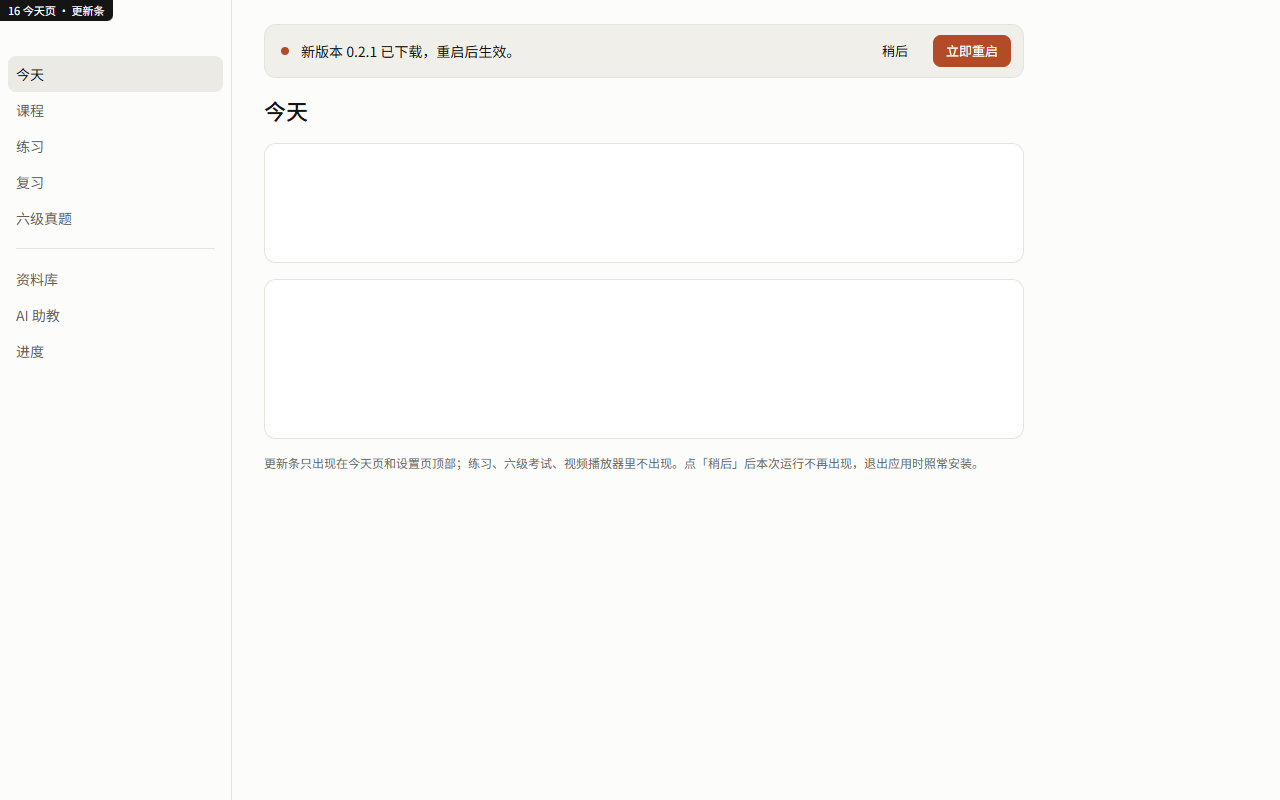 16 今天页 · 更新条
今天
课程
练习
复习
六级真题
资料库
AI 助教
进度
新版本 0.2.1 已下载，重启后生效。
稍后
立即重启
今天
更新条只出现在今天页和设置页顶部；练习、六级考试、视频播放器里不出现。点「稍后」后本次运行不再出现，退出应用时照常安装。